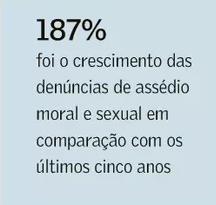 187%
foi o crescimento das
denúncias de assédio
moral e sexual em
comparação com os
últimos cinco anos